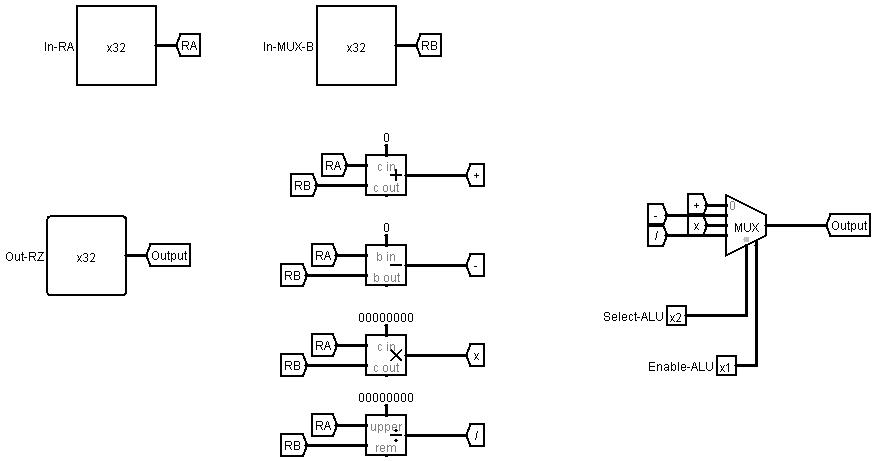 In-RA x32 RA
In-MUX-B x32 RB
0
RA c in +
RB c out +
Out-RZ x32 Output
0
RA b in −
RB b out -
00000000
RA c in ×
RB c out x
00000000
RA upper ÷
RB rem /
+ 0
-
x MUX Output
/
Select-ALU x2
Enable-ALU x1